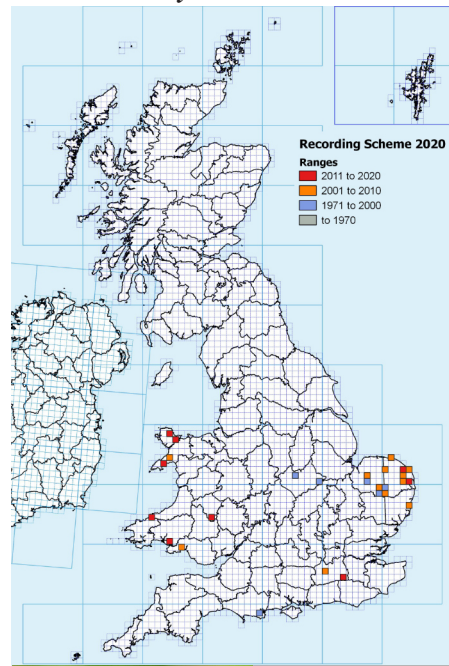 Recording Scheme 2020
Ranges
2011 to 2020
2001 to 2010
1971 to 2000
to 1970